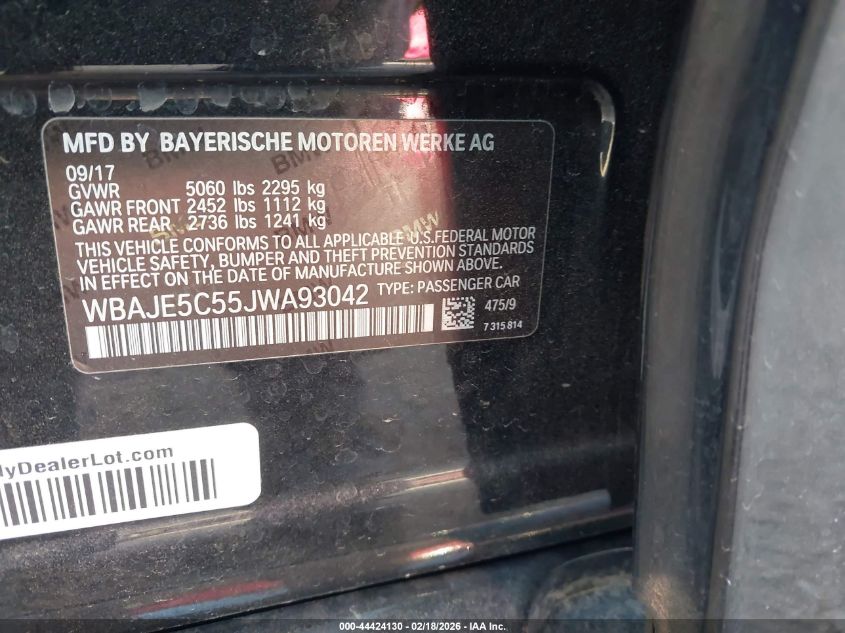 MFD BY BAYERISCHE MOTOREN WERKE AG
09/17
GVWR 5060 lbs 2295 kg
GAWR FRONT 2452 lbs 1112 kg
GAWR REAR 2736 lbs 1241 kg
THIS VEHICLE CONFORMS TO ALL APPLICABLE U.S.FEDERAL MOTOR
VEHICLE SAFETY, BUMPER AND THEFT PREVENTION STANDARDS
IN EFFECT ON THE DATE OF MANUFACTURE SHOWN ABOVE.
WBAJE5C55JWA93042 TYPE: PASSENGER CAR
475/9
7 315 814
MyDealerLot.com
000-44424130 - 02/18/2026 - IAA Inc.